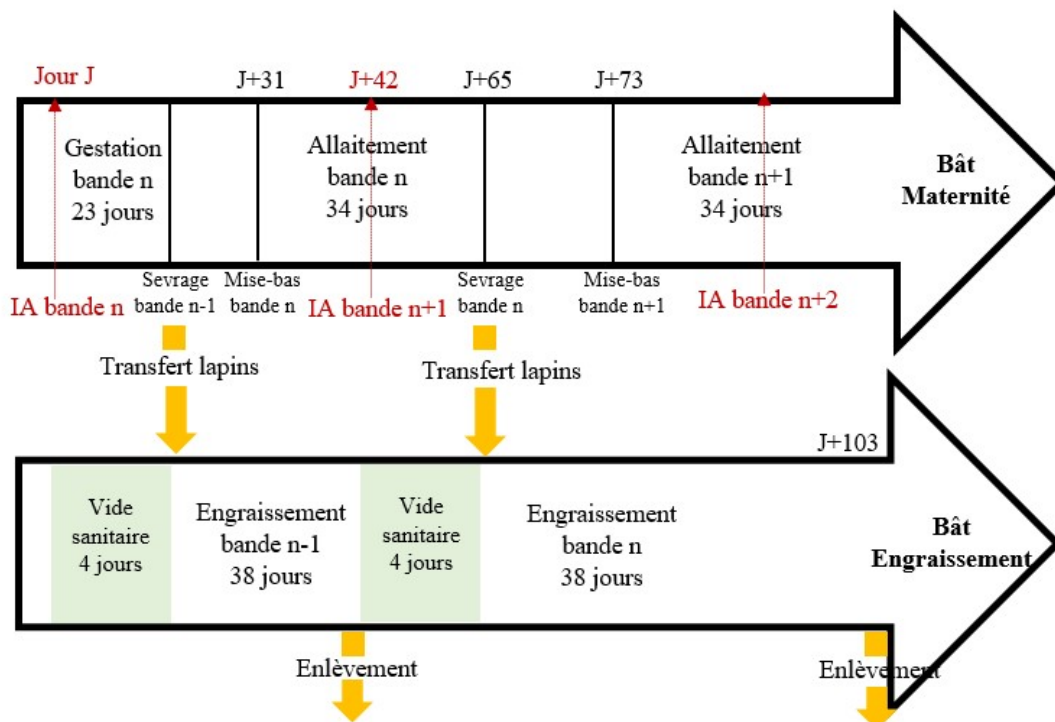 Jour J
J+31
J+42
J+65
J+73
Gestation
bande n
23 jours
Allaitement
bande n
34 jours
Allaitement
bande n+1
34 jours
Bât
Maternité
IA bande n
Sevrage
bande n-1
Mise-bas
bande n
IA bande n+1
Sevrage
bande n
Mise-bas
bande n+1
IA bande n+2
Transfert lapins
Transfert lapins
J+103
Vide
sanitaire
4 jours
Engraissement
bande n-1
38 jours
Vide
sanitaire
4 jours
Engraissement
bande n
38 jours
Bât
Engraissement
Enlèvement
Enlèvement